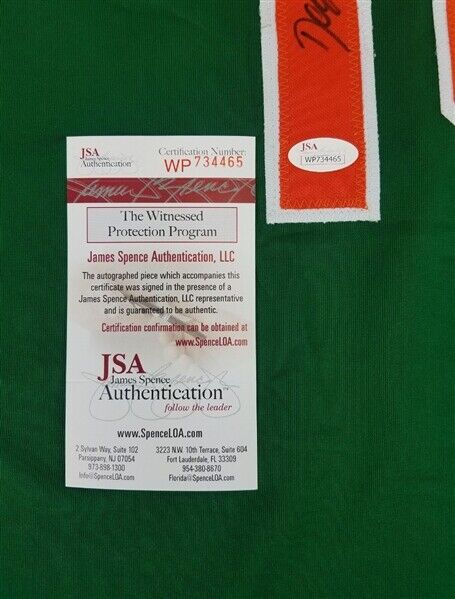 JSA
WP734465
JSA
James Spence
Authentication™
Certification Number:
WP 734465
The Witnessed
Protection Program
James Spence Authentication, LLC
The autographed piece which accompanies this
certificate was signed in the presence of a
James Spence Authentication, LLC representative
and is guaranteed to be authentic.
Certification confirmation can be obtained at
www.SpenceLOA.com
JSA
James Spence
Authentication™
follow the leader
www.SpenceLOA.com
2 Sylvan Way, Suite 102
Parsippany, NJ 07054
973-898-1300
Info@SpenceLOA.com
3223 N.W. 10th Terrace, Suite 604
Fort Lauderdale, FL 33309
954-380-8670
Florida@SpenceLOA.com